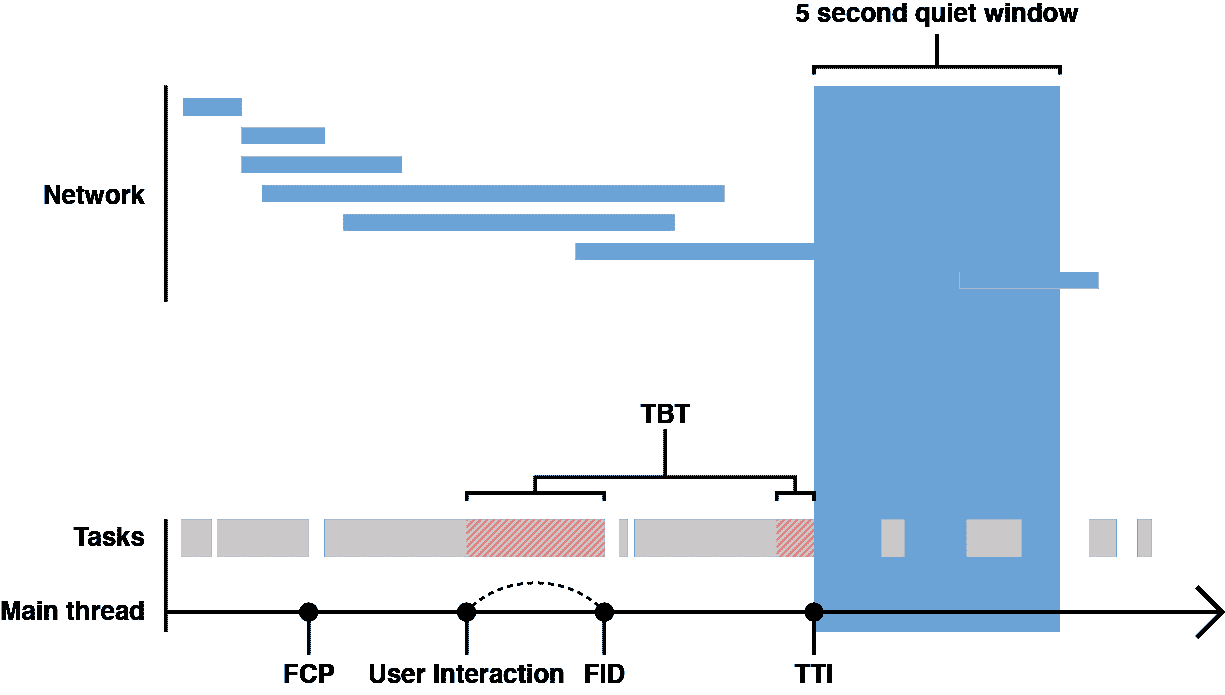 5 second quiet window
Network
TBT
Tasks
Main thread
FCP
User Interaction
FID
TTI